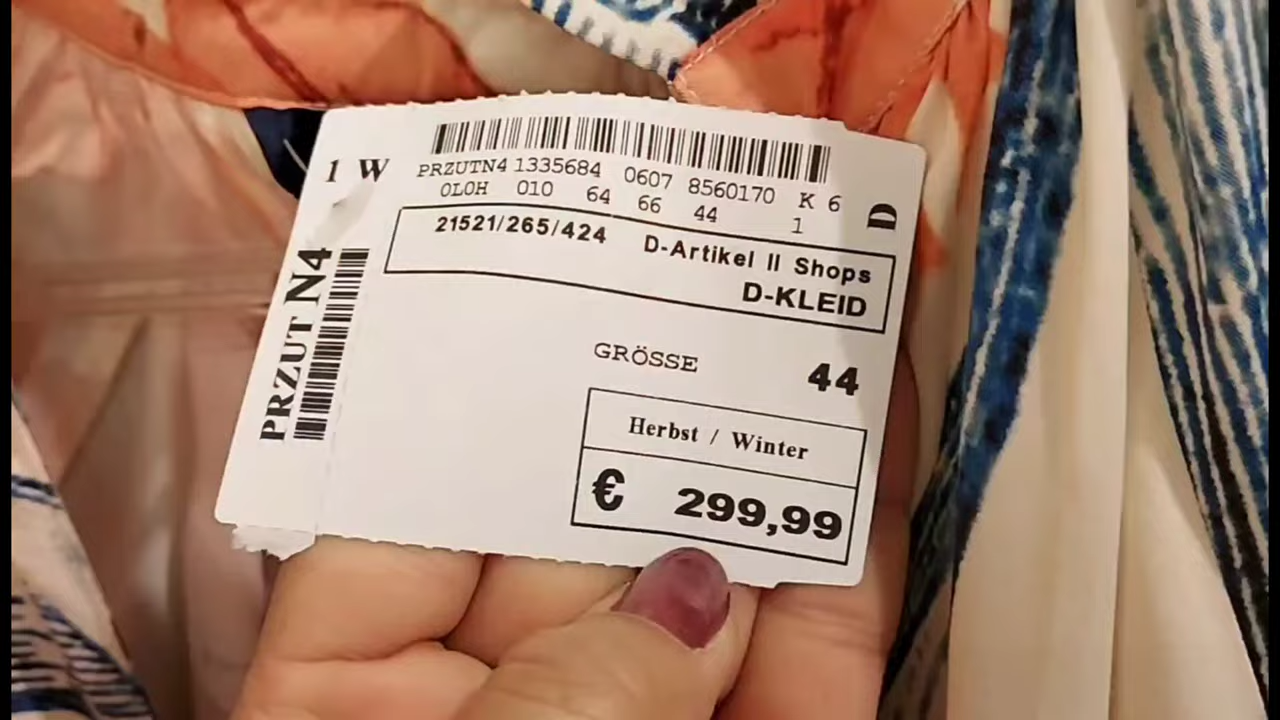 1 W
PRZUTN4 1335684 0607 8560170 K 6
OLOH 010 64 66 44 1
D
21521/265/424 D-Artikel II Shops
D-KLEID
PRZUT N4
GRÖSSE 44
Herbst / Winter
€ 299,99